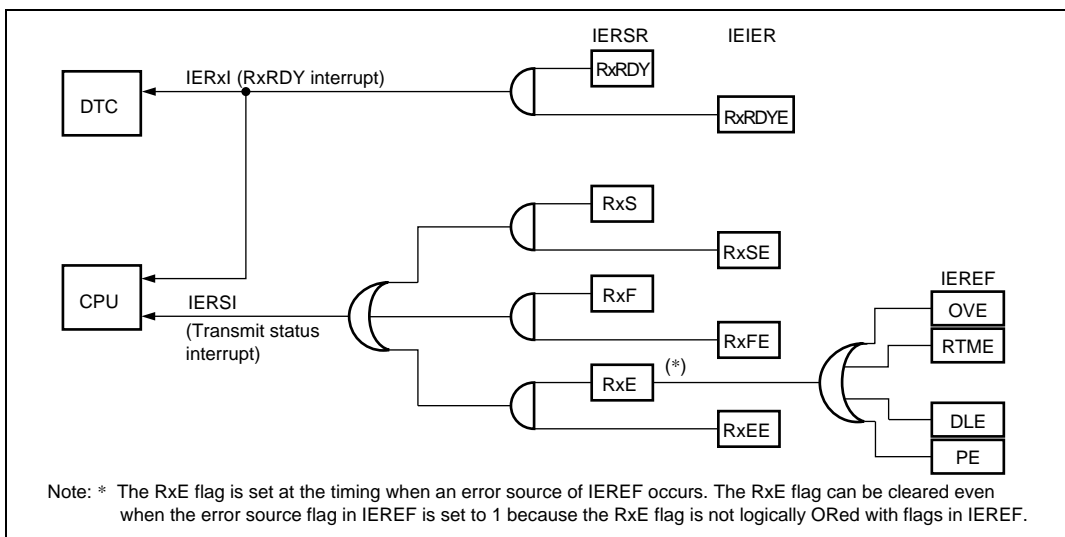 IERSR IEIER
IERxI (RxRDY interrupt)
RxRDY
DTC
RxRDYE
RxS
RxSE
CPU
IERSI
(Transmit status
interrupt)
RxF
RxFE
IEREF
OVE
RTME
RxE
(*)
RxEE
DLE
PE
Note: * The RxE flag is set at the timing when an error source of IEREF occurs. The RxE flag can be cleared even
when the error source flag in IEREF is set to 1 because the RxE flag is not logically ORed with flags in IEREF.